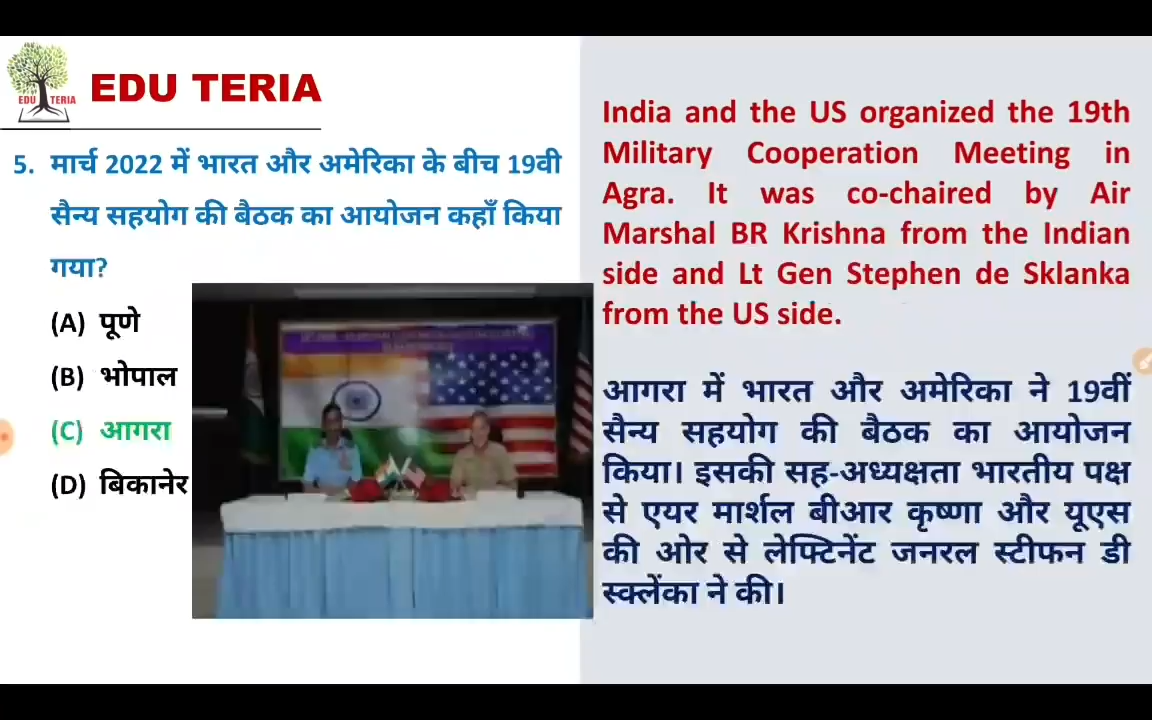 EDU TERIA
EDU TERIA
5. मार्च 2022 में भारत और अमेरिका के बीच 19वी
सैन्य सहयोग की बैठक का आयोजन कहाँ किया
गया?
(A) पूणे
(B) भोपाल
(C) आगरा
(D) बिकानेर
India and the US organized the 19th
Military Cooperation Meeting in
Agra. It was co-chaired by Air
Marshal BR Krishna from the Indian
side and Lt Gen Stephen de Sklanka
from the US side.
आगरा में भारत और अमेरिका ने 19वीं
सैन्य सहयोग की बैठक का आयोजन
किया। इसकी सह-अध्यक्षता भारतीय पक्ष
से एयर मार्शल बीआर कृष्णा और यूएस
की ओर से लेफ्टिनेंट जनरल स्टीफन डी
स्क्लेंका ने की।